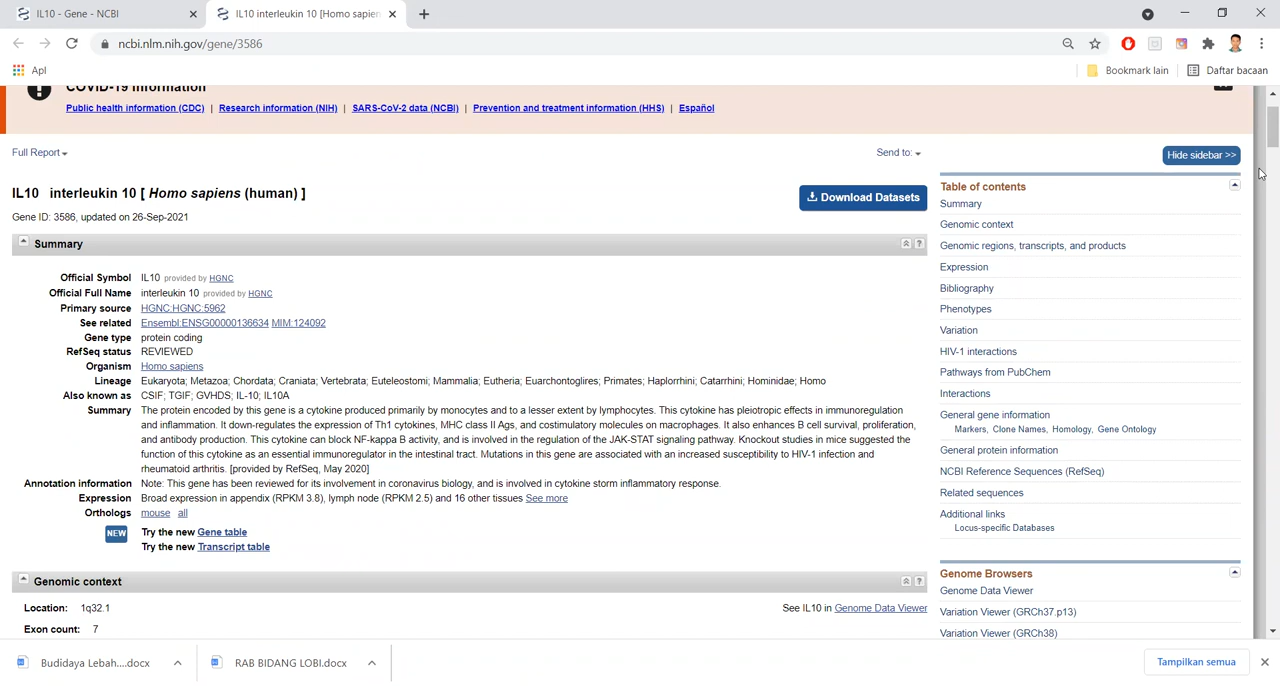 IL10 - Gene - NCBI
IL10 interleukin 10 [Homo sapien
ncbi.nlm.nih.gov/gene/3586
Apl
Bookmark lain
Daftar bacaan
COVID-19 Information
Public health information (CDC) | Research information (NIH) | SARS-CoV-2 data (NCBI) | Prevention and treatment information (HHS) | Español
Full Report
Send to:
Hide sidebar >>
IL10 interleukin 10 [ Homo sapiens (human) ]
Download Datasets
Gene ID: 3586, updated on 26-Sep-2021
Summary
?
Official Symbol IL10 provided by HGNC
Official Full Name interleukin 10 provided by HGNC
Primary source HGNC:HGNC:5962
See related Ensembl:ENSG00000136634 MIM:124092
Gene type protein coding
RefSeq status REVIEWED
Organism Homo sapiens
Lineage Eukaryota; Metazoa; Chordata; Craniata; Vertebrata; Euteleostomi; Mammalia; Eutheria; Euarchontoglires; Primates; Haplorrhini; Catarrhini; Hominidae; Homo
Also known as CSIF; TGIF; GVHDS; IL-10; IL10A
Summary The protein encoded by this gene is a cytokine produced primarily by monocytes and to a lesser extent by lymphocytes. This cytokine has pleiotropic effects in immunoregulation
and inflammation. It down-regulates the expression of Th1 cytokines, MHC class II Ags, and costimulatory molecules on macrophages. It also enhances B cell survival, proliferation,
and antibody production. This cytokine can block NF-kappa B activity, and is involved in the regulation of the JAK-STAT signaling pathway. Knockout studies in mice suggested the
function of this cytokine as an essential immunoregulator in the intestinal tract. Mutations in this gene are associated with an increased susceptibility to HIV-1 infection and
rheumatoid arthritis. [provided by RefSeq, May 2020]
Annotation information Note: This gene has been reviewed for its involvement in coronavirus biology, and is involved in cytokine storm inflammatory response.
Expression Broad expression in appendix (RPKM 3.8), lymph node (RPKM 2.5) and 16 other tissues See more
Orthologs mouse all
NEW
Try the new Gene table
Try the new Transcript table
Genomic context
?
Location: 1q32.1
See IL10 in Genome Data Viewer
Exon count: 7
Table of contents
Summary
Genomic context
Genomic regions, transcripts, and products
Expression
Bibliography
Phenotypes
Variation
HIV-1 interactions
Pathways from PubChem
Interactions
General gene information
Markers, Clone Names, Homology, Gene Ontology
General protein information
NCBI Reference Sequences (RefSeq)
Related sequences
Additional links
Locus-specific Databases
Genome Browsers
Genome Data Viewer
Variation Viewer (GRCh37.p13)
Variation Viewer (GRCh38)
Budidaya Lebah....docx
RAB BIDANG LOBI.docx
Tampilkan semua